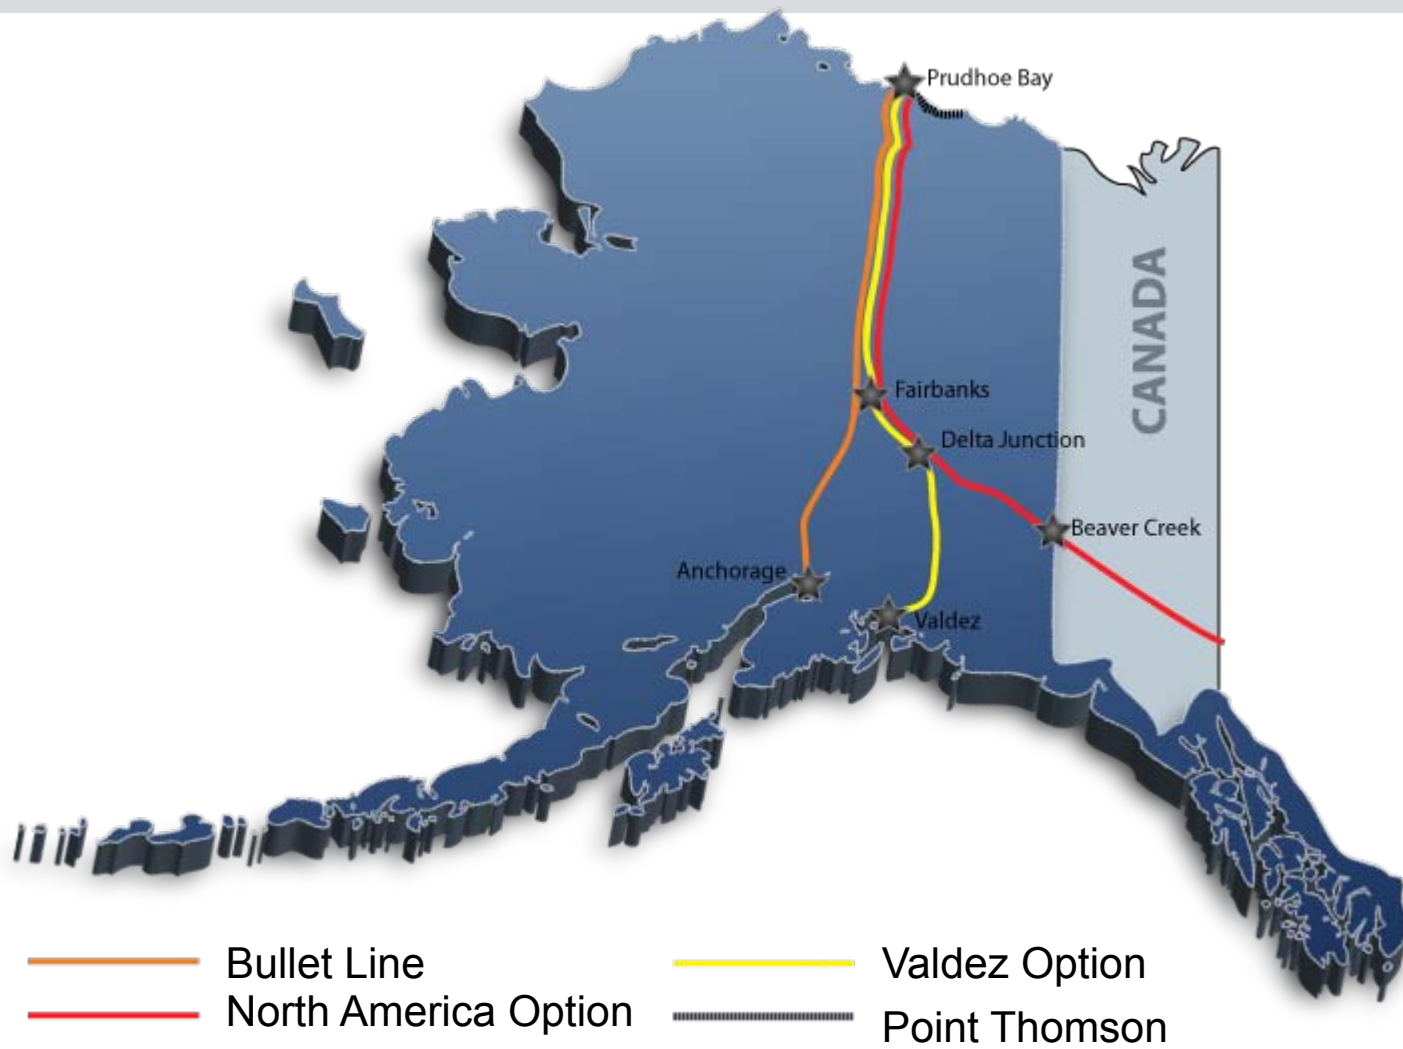 Prudhoe Bay
CANADA
Fairbanks
Delta Junction
Beaver Creek
Anchorage
Valdez
Bullet Line
North America Option
Valdez Option
Point Thomson